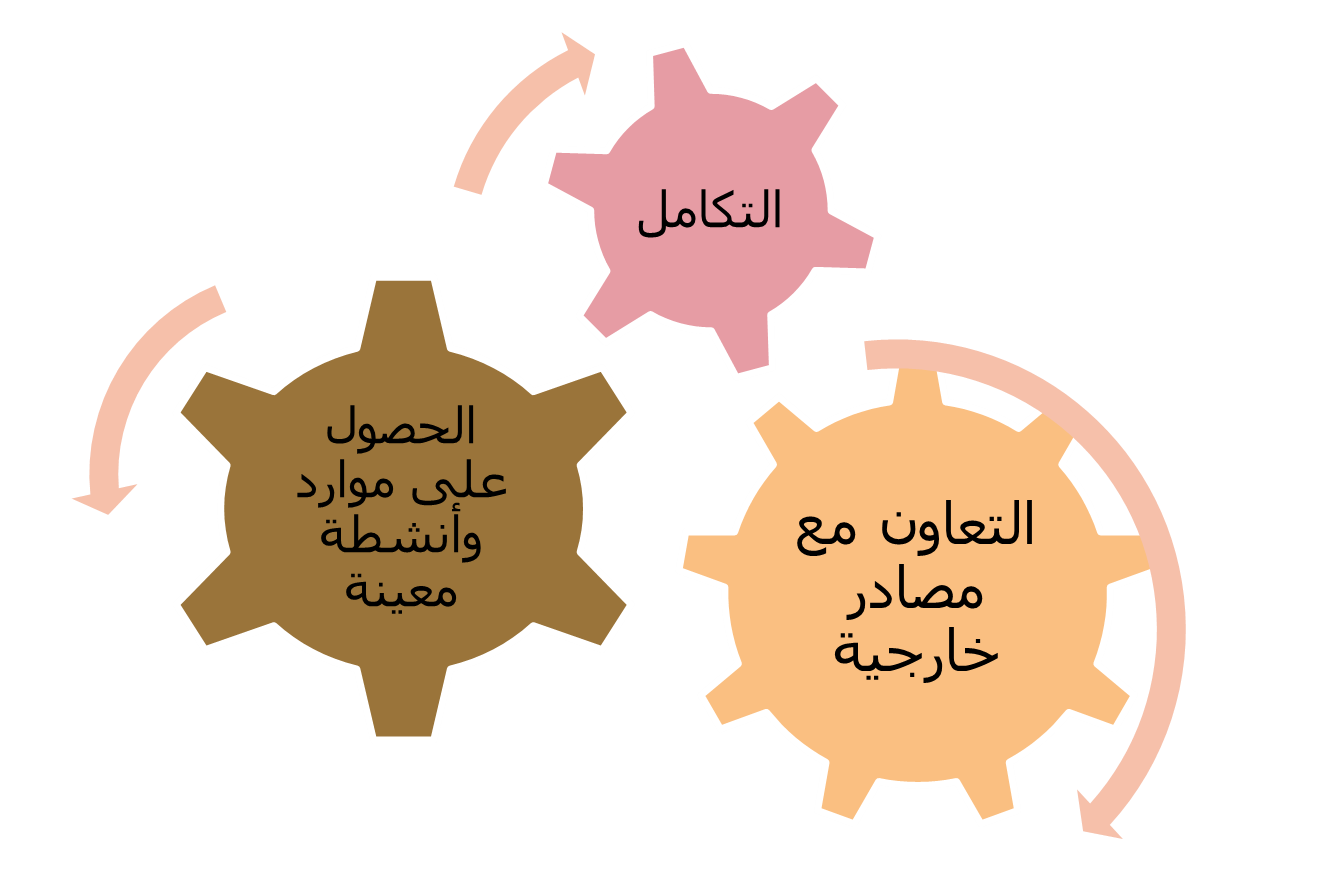 التكامل
الحصول
على موارد
وأنشطة
معينة
التعاون مع
مصادر
خارجية